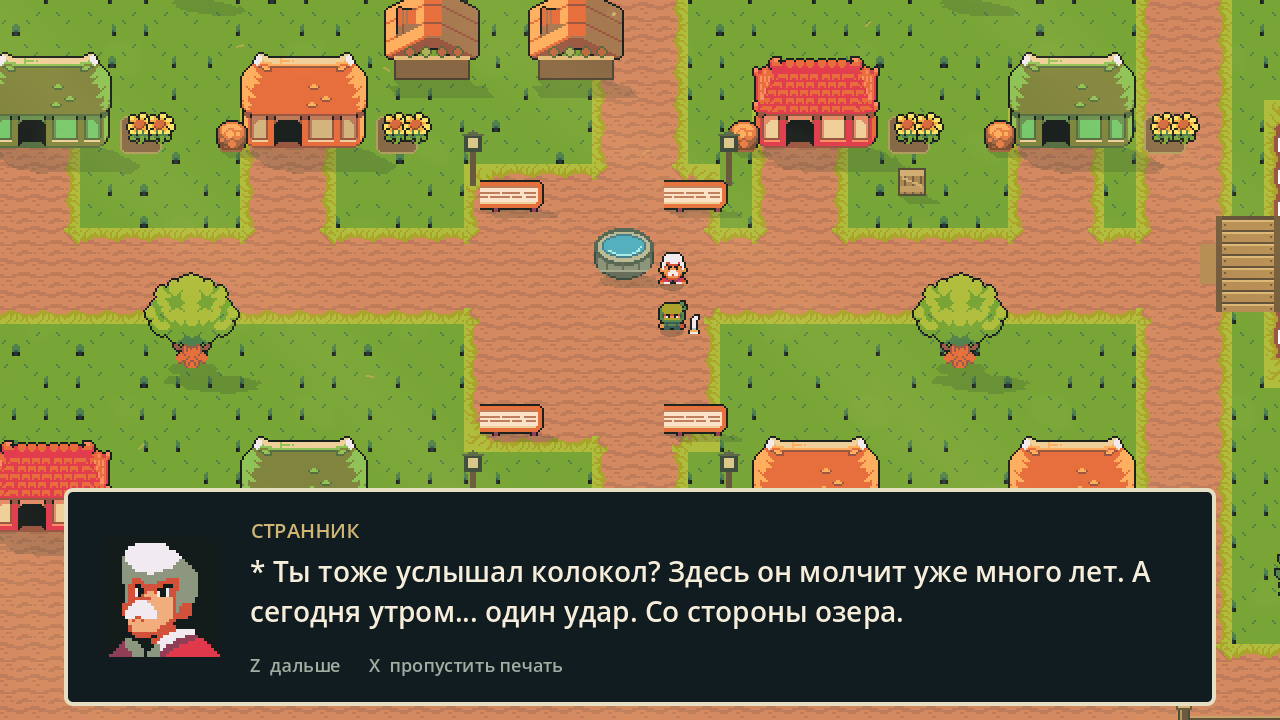 СТРАННИК
* Ты тоже услышал колокол? Здесь он молчит уже много лет. А
сегодня утром... один удар. Со стороны озера.
Z дальше X пропустить печать